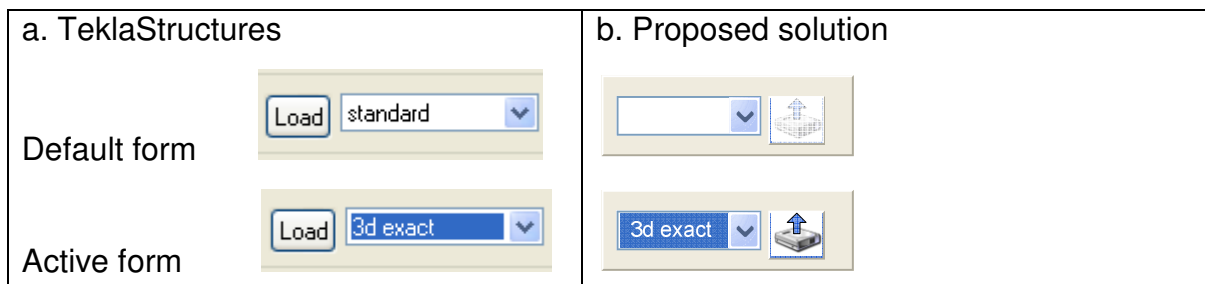 a. TeklaStructures
b. Proposed solution
Default form
Load
standard
Active form
Load
3d exact
3d exact